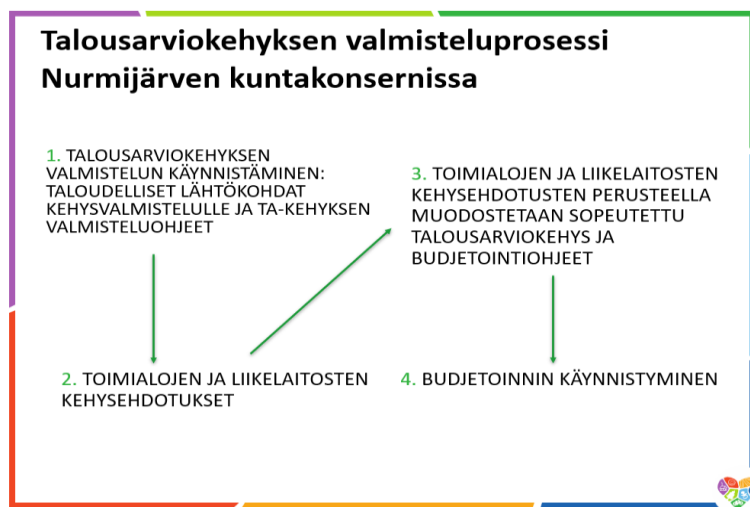 Talousarviokehyksen valmisteluprosessi
Nurmijärven kuntakonsernissa
1. TALOUSARVIOKEHYKSEN
VALMISTELUN KÄYNNISTÄMINEN:
TALOUDELLISET LÄHTÖKOHDAT
KEHYSVALMISTELULLE JA TA-KEHYKSEN
VALMISTELUOHJEET
2. TOIMIALOJEN JA LIIKELAITOSTEN
KEHYSEHDOTUKSET
3. TOIMIALOJEN JA LIIKELAITOSTEN
KEHYSEHDOTUSTEN PERUSTEELLA
MUODOSTETAAN SOPEUTETTU
TALOUSARVIOKEHYS JA
BUDJETOINTIOHJEET
4. BUDJETOINNIN KÄYNNISTYMINEN